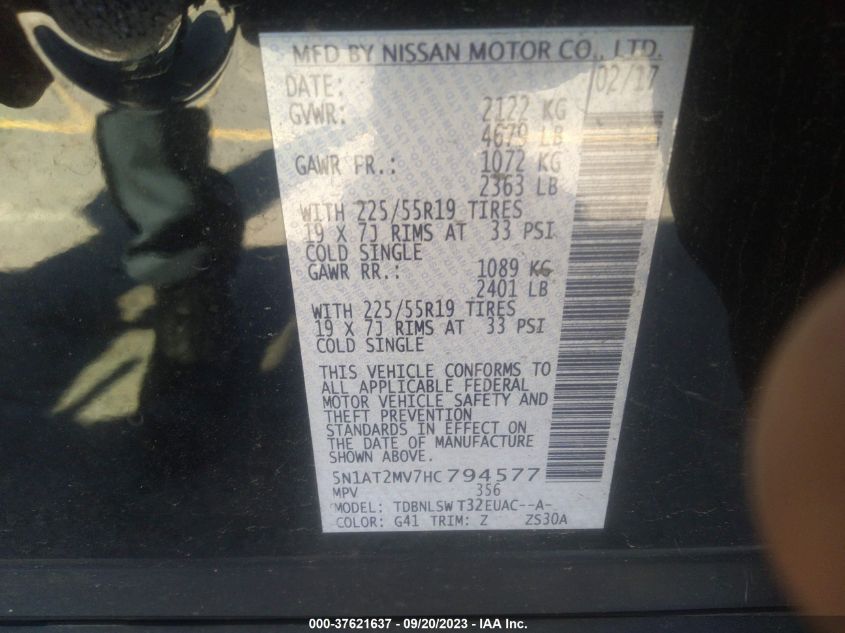 MFD BY NISSAN MOTOR CO., LTD.
DATE: 02/17
GVWR: 2122 KG
4679 LB
GAWR FR.: 1072 KG
2363 LB
WITH 225/55R19 TIRES
19 X 7J RIMS AT 33 PSI
COLD SINGLE
GAWR RR.: 1089 KG
2401 LB
WITH 225/55R19 TIRES
19 X 7J RIMS AT 33 PSI
COLD SINGLE
THIS VEHICLE CONFORMS TO
ALL APPLICABLE FEDERAL
MOTOR VEHICLE SAFETY AND
THEFT PREVENTION
STANDARDS IN EFFECT ON
THE DATE OF MANUFACTURE
SHOWN ABOVE.
5N1AT2MV7HC794577
MPV 356
MODEL: TDBNLSW T32EUAC--A-
COLOR: G41 TRIM: Z ZS30A
000-37621637 - 09/20/2023 - IAA Inc.